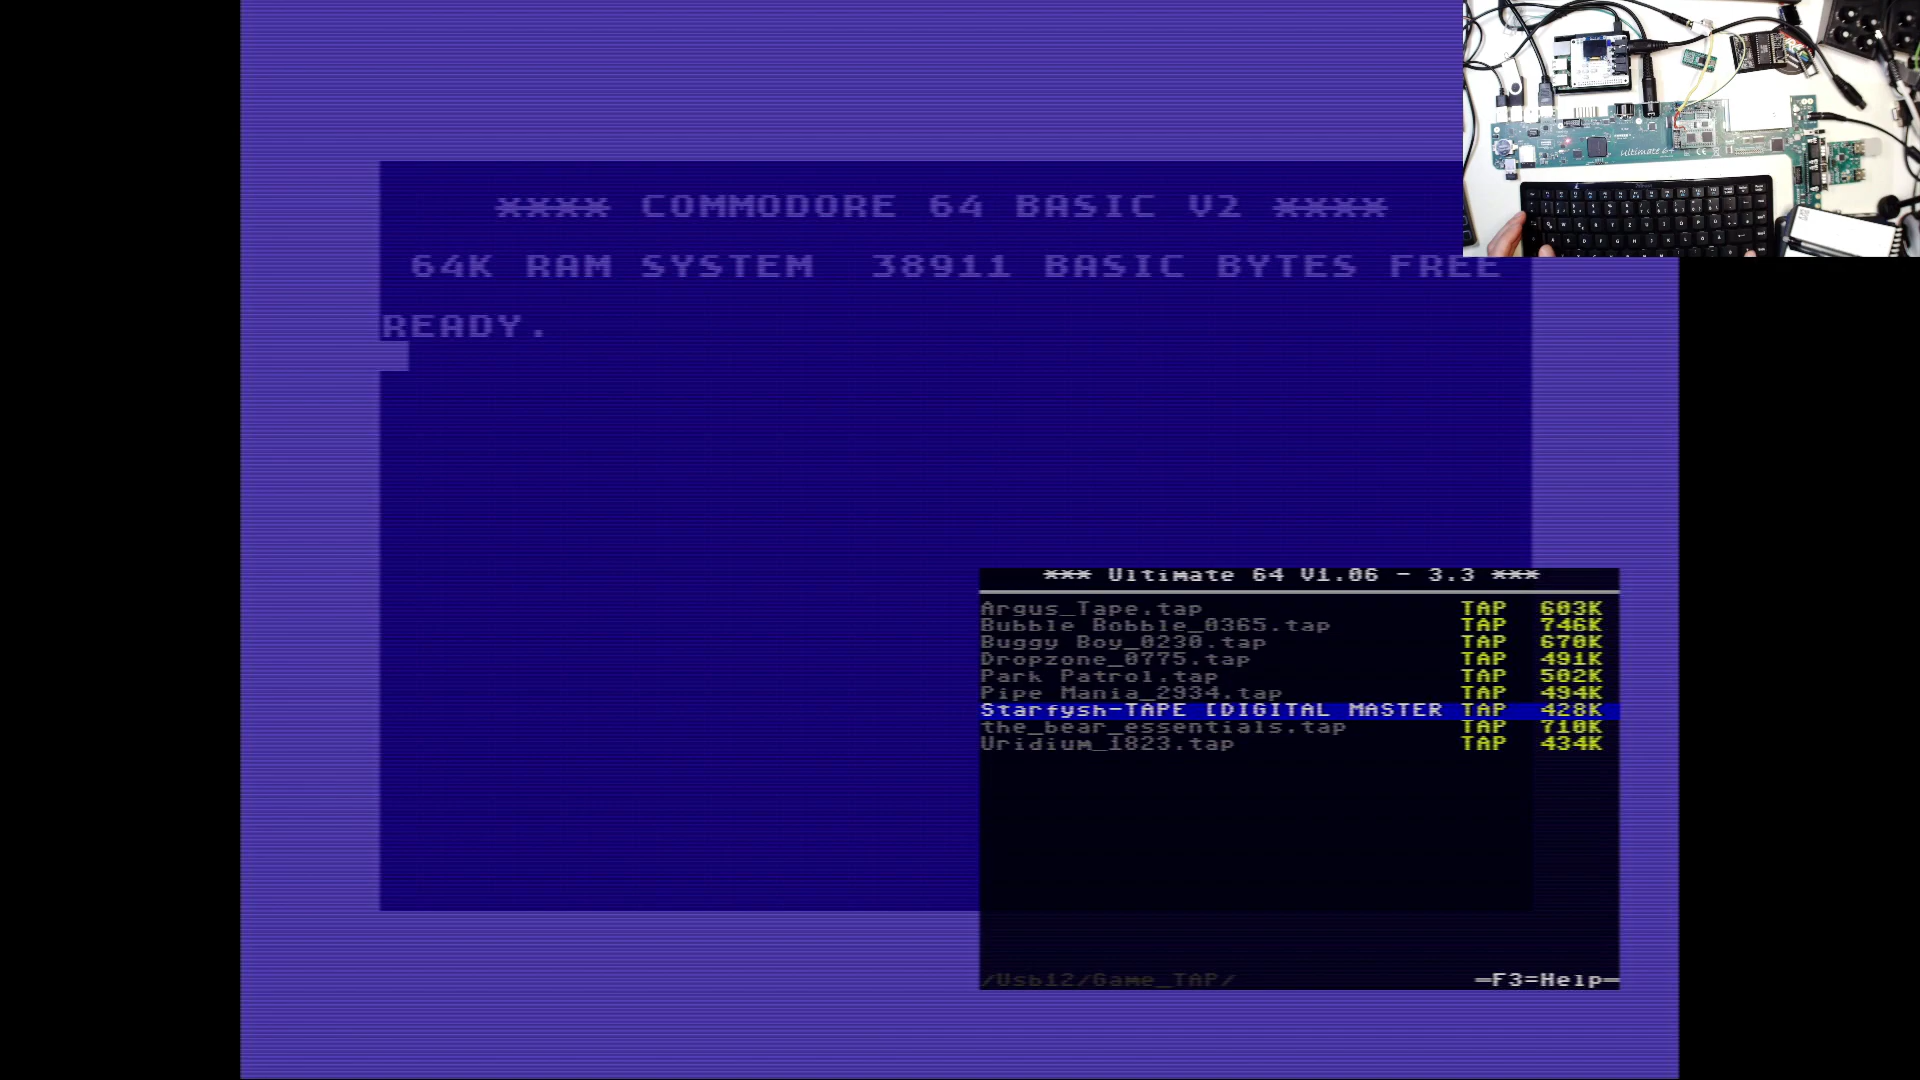 **** COMMODORE 64 BASIC V2 ****
64K RAM SYSTEM  38911 BASIC BYTES FREE
READY.
*** Ultimate 64 V1.06 - 3.3 ***
Argus_Tape.tap TAP 603K
Bubble Bobble_0365.tap TAP 746K
Buggy Boy_0230.tap TAP 670K
Dropzone_0775.tap TAP 491K
Park Patrol.tap TAP 502K
Pipe Mania_2934.tap TAP 494K
Starfysh-TAPE [DIGITAL MASTER TAP 428K
the_bear_essentials.tap TAP 710K
Uridium_1823.tap TAP 434K
/Usb12/Game_TAP/ F3=Help
Ultimate 64